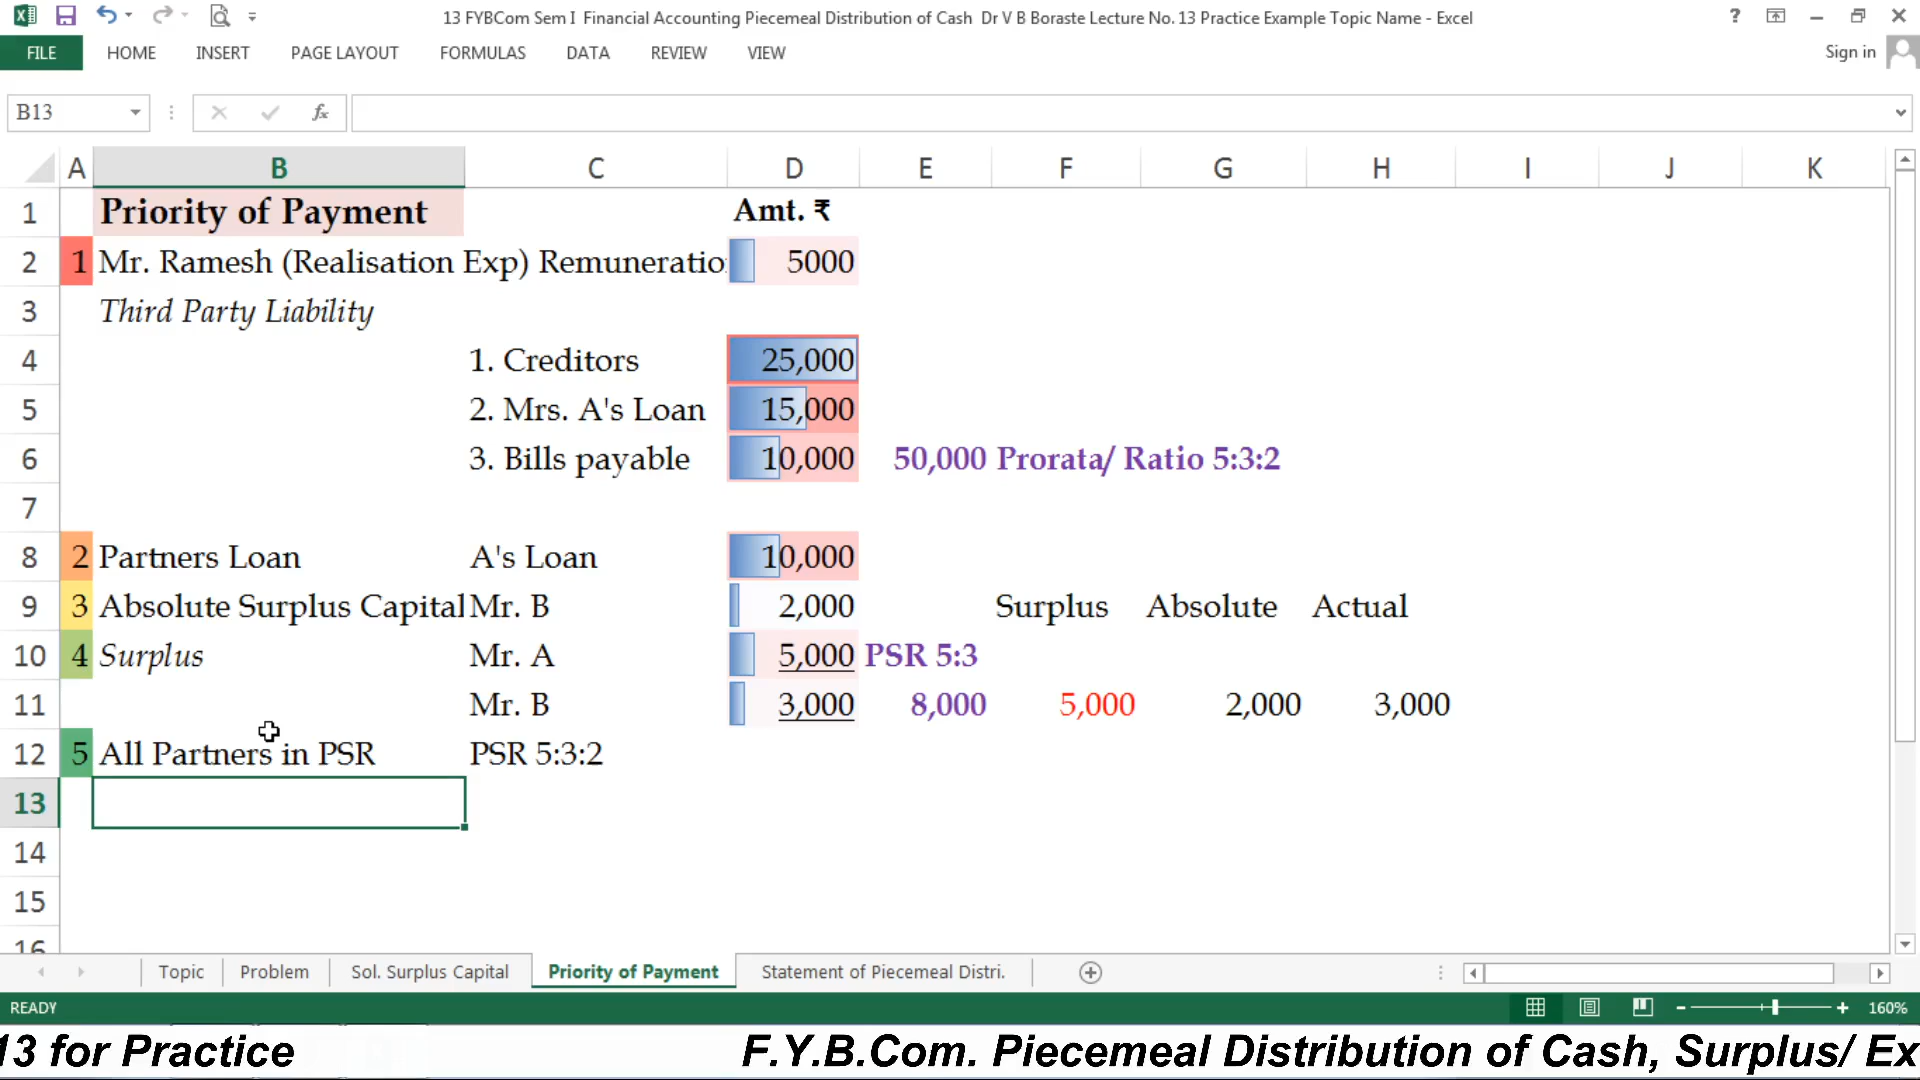 13 FYBCom Sem I  Financial Accounting Piecemeal Distribution of Cash  Dr V B Boraste Lecture No. 13 Practice Example Topic Name - Excel
?
FILE HOME INSERT PAGE LAYOUT FORMULAS DATA REVIEW VIEW Sign in
B13 fx
A B C D E F G H I J K
1 Priority of Payment Amt. ₹
2 1 Mr. Ramesh (Realisation Exp) Remuneratio 5000
3 Third Party Liability
4 1. Creditors 25,000
5 2. Mrs. A's Loan 15,000
6 3. Bills payable 10,000 50,000 Prorata/ Ratio 5:3:2
7
8 2 Partners Loan A's Loan 10,000
9 3 Absolute Surplus Capital Mr. B 2,000 Surplus Absolute Actual
10 4 Surplus Mr. A 5,000 PSR 5:3
11 Mr. B 3,000 8,000 5,000 2,000 3,000
12 5 All Partners in PSR PSR 5:3:2
13
14
15
16
Topic Problem Sol. Surplus Capital Priority of Payment Statement of Piecemeal Distri.
READY 160%
13 for Practice F.Y.B.Com. Piecemeal Distribution of Cash, Surplus/ Ex